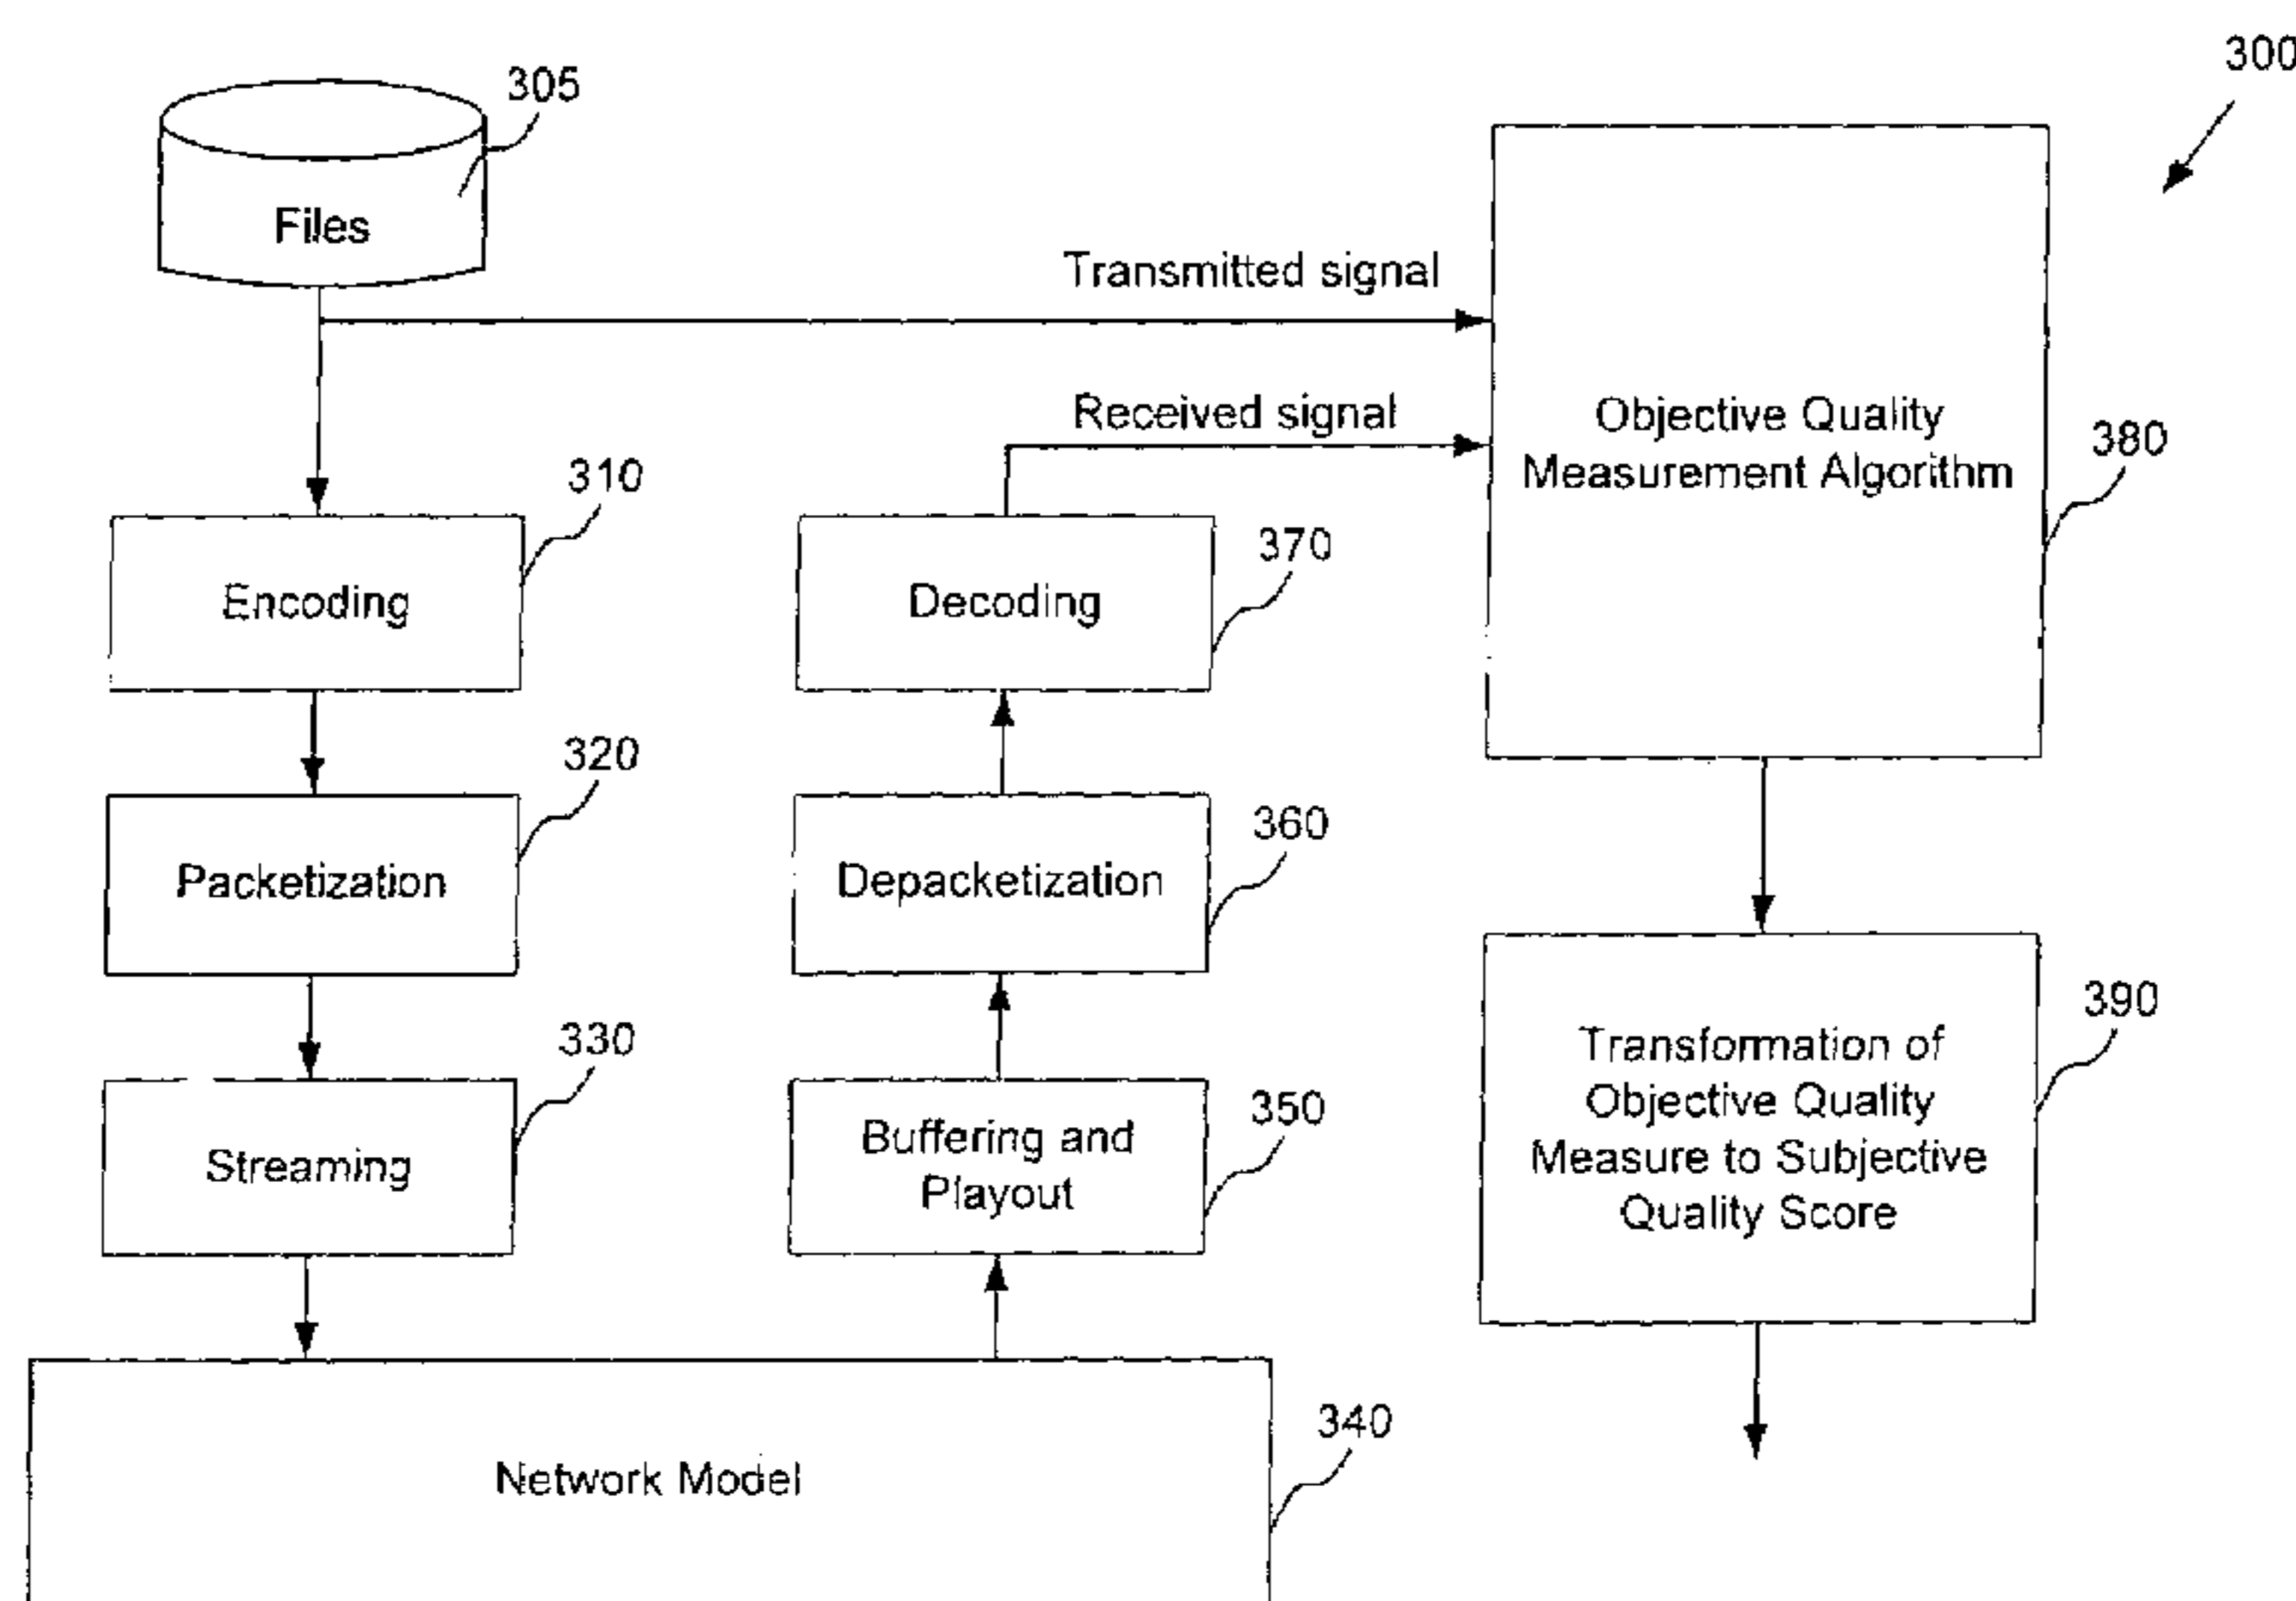 300
305
Files
Transmitted signal
Received signal
Objective Quality
Measurement Algorithm
380
310
Encoding
370
Decoding
320
Packetization
360
Depacketization
330
Streaming
350
Buffering and
Playout
390
Transformation of
Objective Quality
Measure to Subjective
Quality Score
340
Network Model